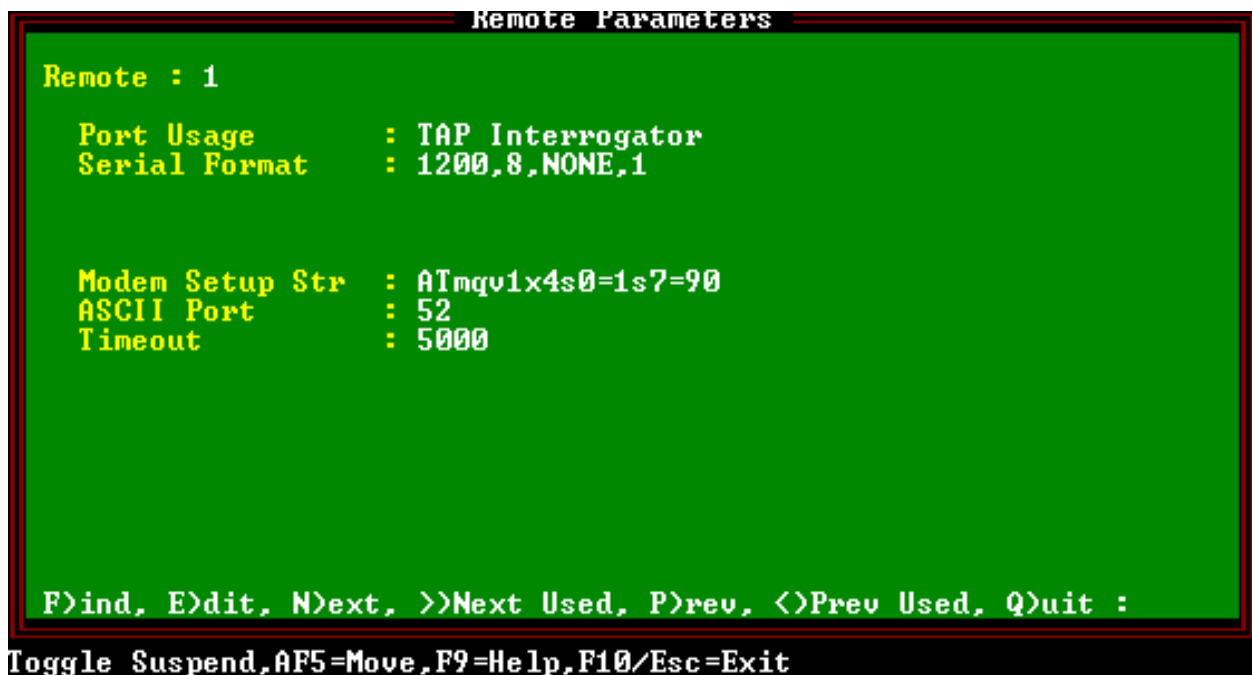 Remote Parameters
Remote : 1
Port Usage : TAP Interrogator
Serial Format : 1200,8,NONE,1
Modem Setup Str : ATmqv1x4s0=1s7=90
ASCII Port : 52
Timeout : 5000
F)ind, E)dit, N)ext, >)Next Used, P)rev, <)Prev Used, Q)uit :
Toggle Suspend,AF5=Move,F9=Help,F10/Esc=Exit